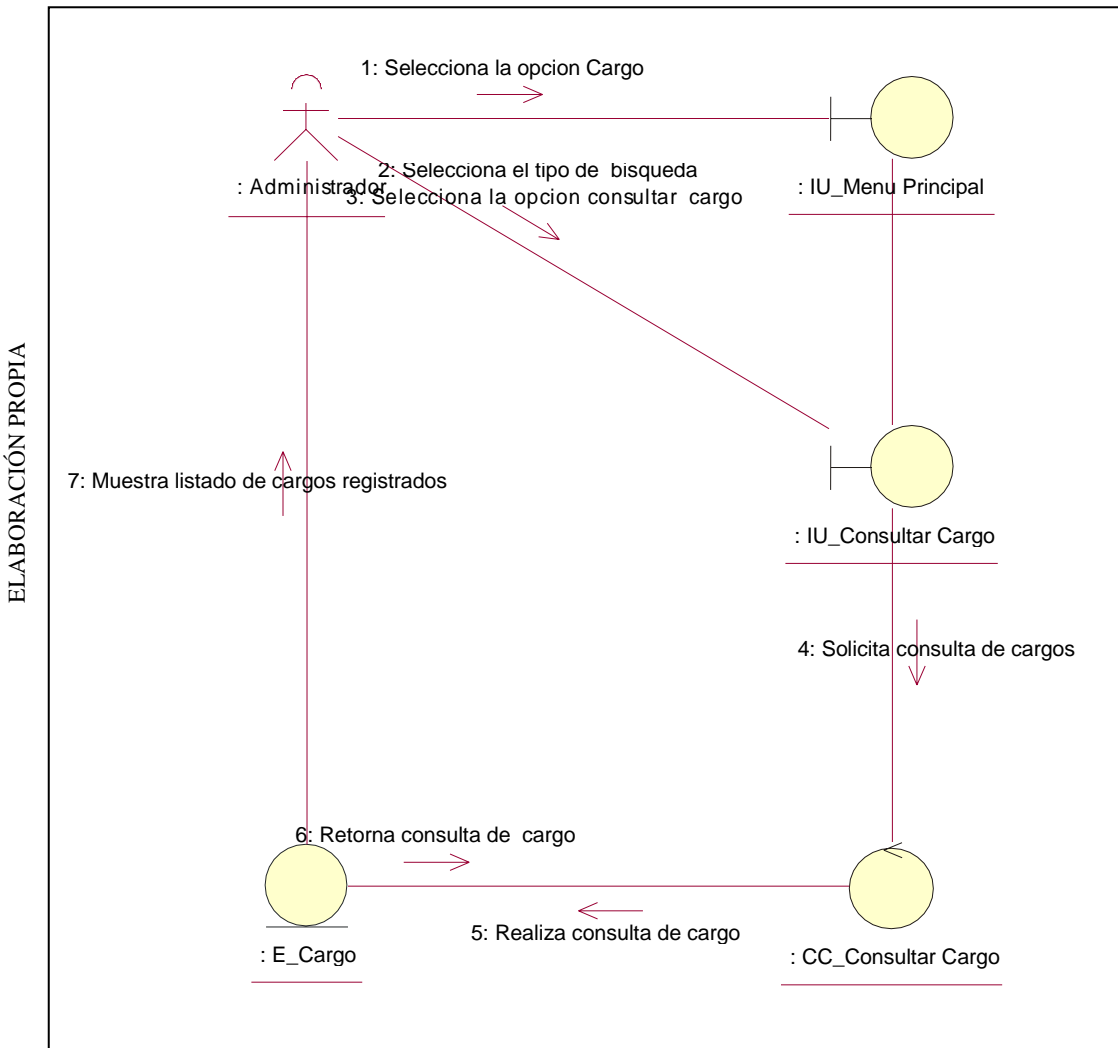 1: Selecciona la opcion Cargo
2: Selecciona el tipo de bisqueda
: Administrador
: IU_Menu Principal
3: Selecciona la opcion consultar cargo
ELABORACIÓN PROPIA
7: Muestra listado de cargos registrados
: IU_Consultar Cargo
4: Solicita consulta de cargos
6: Retorna consulta de cargo
5: Realiza consulta de cargo
: E_Cargo
: CC_Consultar Cargo